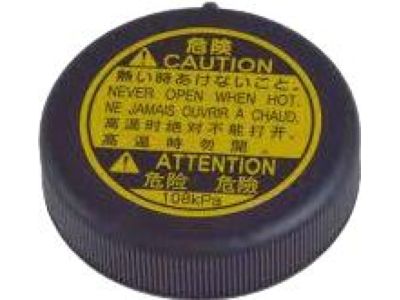 危険
CAUTION
熱い時あけないこと。
NEVER OPEN WHEN HOT.
NE JAMAIS OUVRIR À CHAUD.
高温时绝对不能打开。
高溫時勿開。
ATTENTION
危险 危險
108kPa